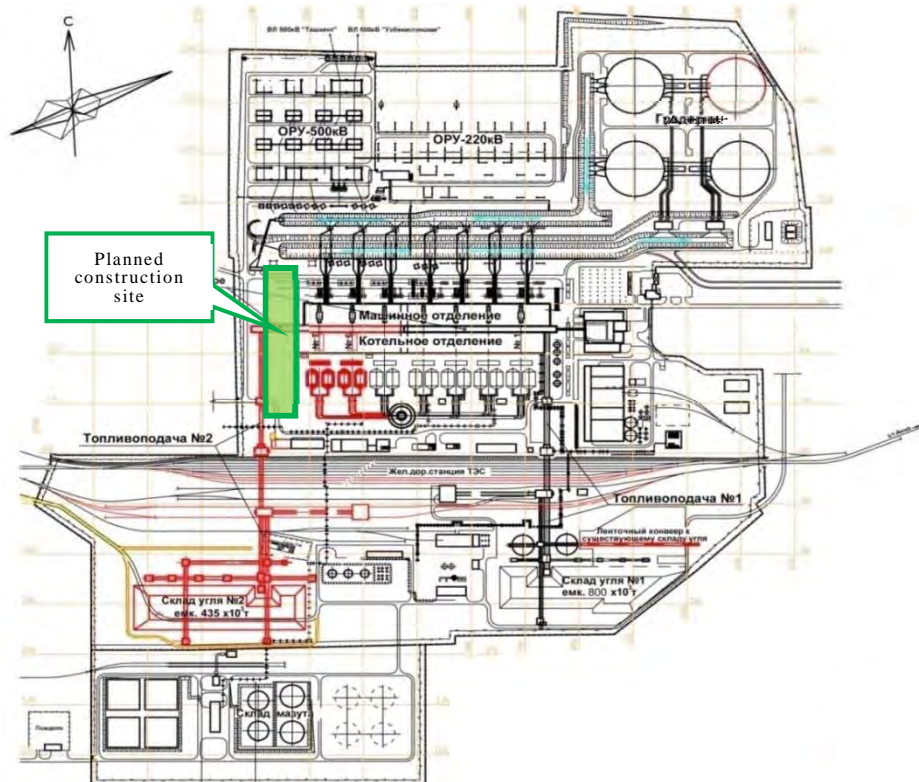 С
ВЛ 500кВ "Ташкент" ВЛ 500кВ "Узбекистонская"
ОРУ-500кВ
ОРУ-220кВ
Planned
construction
site
Машинное отделение
Котельное отделение
Топливоподача №2
Жел.дор.станция ТЭС
Топливоподача №1
Ленточный конвеер к
существующему складу угля
Склад угля №1
емк. 800 х10³т
Склад угля №2
емк. 435 х10³т
Склад мазута